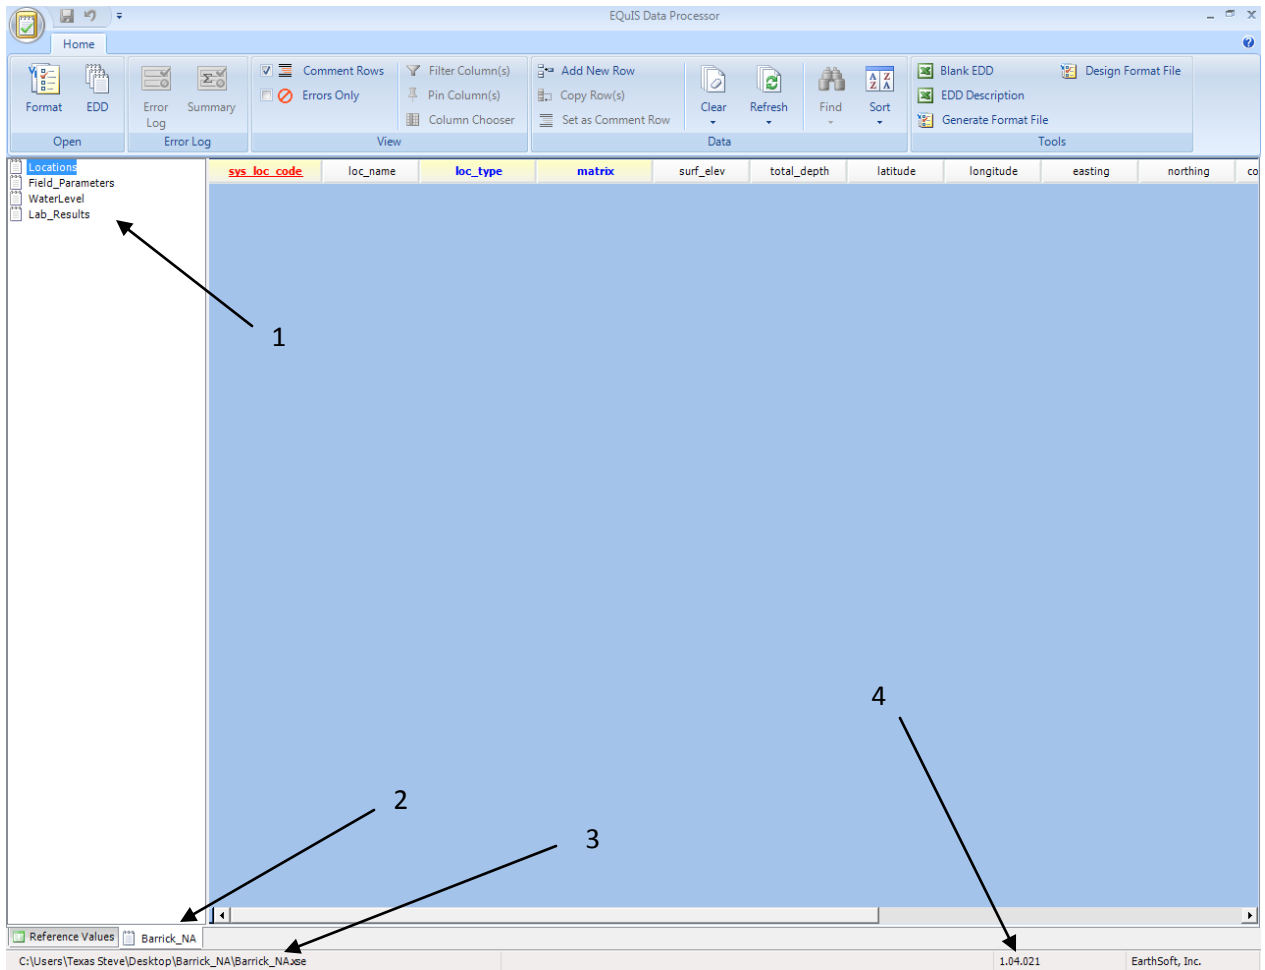 EQuIS Data Processor
Home
Format
EDD
Open
Error Log
Summary
Error Log
Comment Rows
Errors Only
Filter Column(s)
Pin Column(s)
Column Chooser
View
Add New Row
Copy Row(s)
Set as Comment Row
Clear
Refresh
Find
Sort
Data
Blank EDD
EDD Description
Generate Format File
Design Format File
Tools
Locations
Field_Parameters
WaterLevel
Lab_Results
sys_loc_code loc_name loc_type matrix surf_elev total_depth latitude longitude easting northing co
1
2
3
4
Reference Values
Barrick_NA
C:\Users\Texas Steve\Desktop\Barrick_NA\Barrick_NA.xse
1.04.021
EarthSoft, Inc.